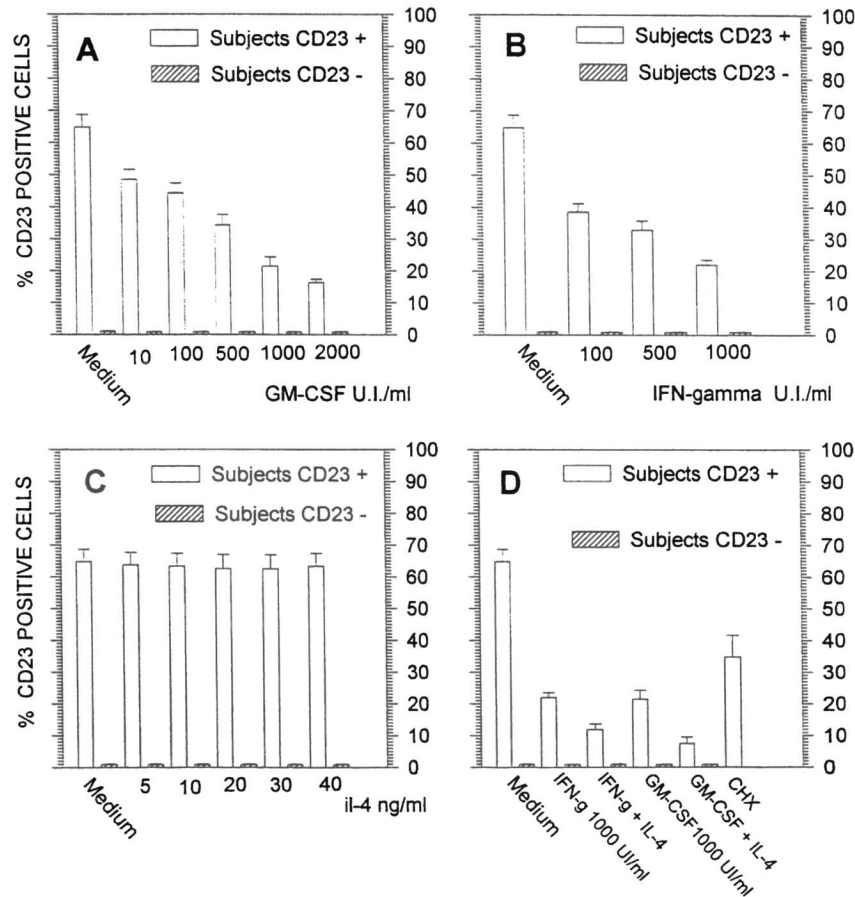 A
Subjects CD23 +
Subjects CD23 -
% CD23 POSITIVE CELLS
100
90
80
70
60
50
40
30
20
10
0
Medium
10
100
500
1000
2000
GM-CSF U.I./ml
B
Subjects CD23 +
Subjects CD23 -
100
90
80
70
60
50
40
30
20
10
0
Medium
100
500
1000
IFN-gamma U.I./ml
C
Subjects CD23 +
Subjects CD23 -
% CD23 POSITIVE CELLS
100
90
80
70
60
50
40
30
20
10
0
Medium
5
10
20
30
40
il-4 ng/ml
D
Subjects CD23 +
Subjects CD23 -
100
90
80
70
60
50
40
30
20
10
0
Medium
IFN-g 1000 UI/ml
IFN-g + IL-4
GM-CSF1000 UI/ml
GM-CSF + IL-4
CHX